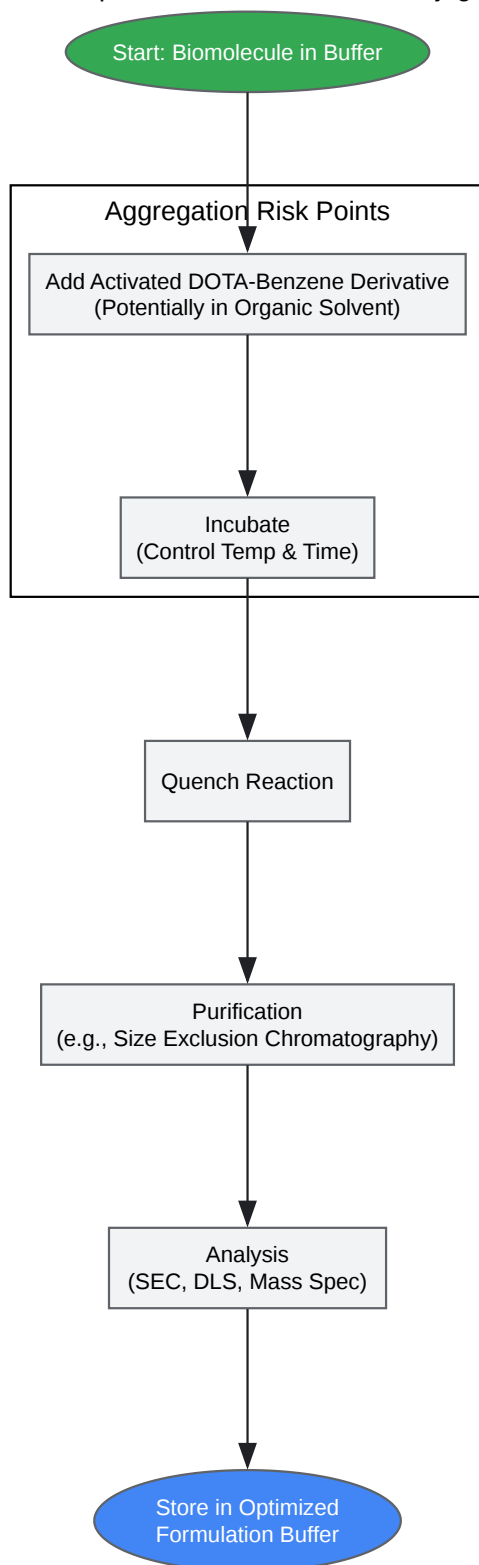 Start: Biomolecule in Buffer
Aggregation Risk Points
Add Activated DOTA-Benzene Derivative
(Potentially in Organic Solvent)
Incubate
(Control Temp & Time)
Quench Reaction
Purification
(e.g., Size Exclusion Chromatography)
Analysis
(SEC, DLS, Mass Spec)
Store in Optimized
Formulation Buffer